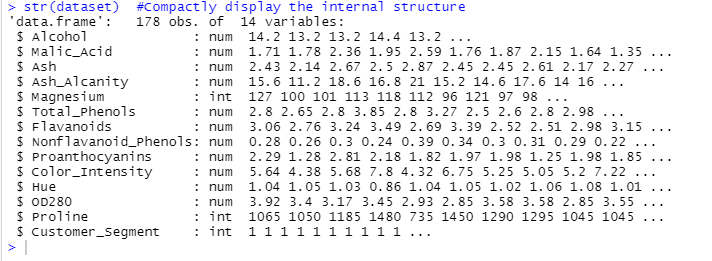 > str(dataset)  #Compactly display the internal structure
'data.frame':   178 obs. of  14 variables:
 $ Alcohol             : num  14.2 13.2 13.2 14.4 13.2 ...
 $ Malic_Acid          : num  1.71 1.78 2.36 1.95 2.59 1.76 1.87 2.15 1.64 1.35 ...
 $ Ash                 : num  2.43 2.14 2.67 2.5 2.87 2.45 2.45 2.61 2.17 2.27 ...
 $ Ash_Alcanity        : num  15.6 11.2 18.6 16.8 21 15.2 14.6 17.6 14 16 ...
 $ Magnesium           : int  127 100 101 113 118 112 96 121 97 98 ...
 $ Total_Phenols       : num  2.8 2.65 2.8 3.85 2.8 3.27 2.5 2.6 2.8 2.98 ...
 $ Flavanoids          : num  3.06 2.76 3.24 3.49 2.69 3.39 2.52 2.51 2.98 3.15 ...
 $ Nonflavanoid_Phenols: num  0.28 0.26 0.3 0.24 0.39 0.34 0.3 0.31 0.29 0.22 ...
 $ Proanthocyanins     : num  2.29 1.28 2.81 2.18 1.82 1.97 1.98 1.25 1.98 1.85 ...
 $ Color_Intensity     : num  5.64 4.38 5.68 7.8 4.32 6.75 5.25 5.05 5.2 7.22 ...
 $ Hue                 : num  1.04 1.05 1.03 0.86 1.04 1.05 1.02 1.06 1.08 1.01 ...
 $ OD280               : num  3.92 3.4 3.17 3.45 2.93 2.85 3.58 3.58 2.85 3.55 ...
 $ Proline             : int  1065 1050 1185 1480 735 1450 1290 1295 1045 1045 ...
 $ Customer_Segment    : int  1 1 1 1 1 1 1 1 1 1 ...
>